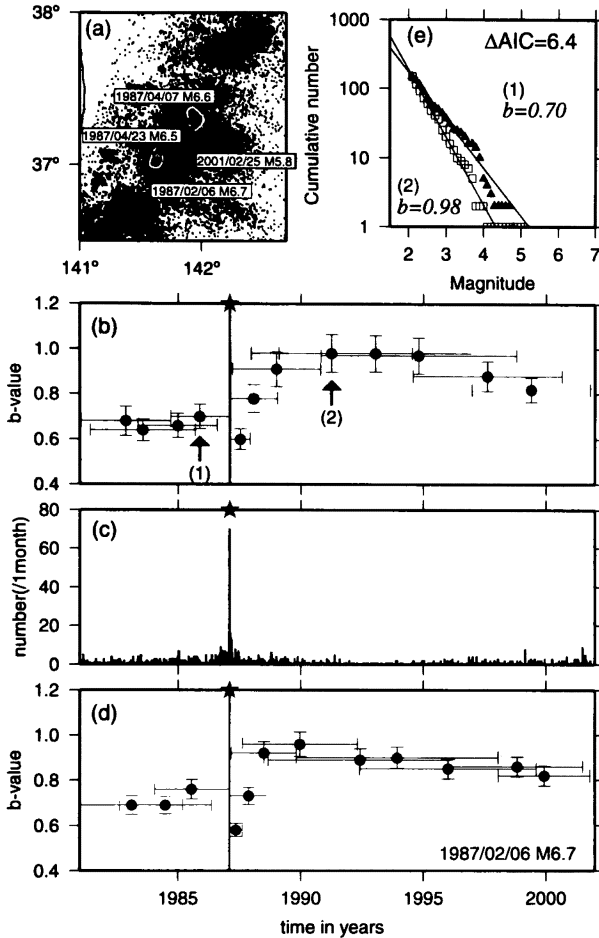 38°
(a)
1987/04/07 M6.6
1987/04/23 M6.5
37°
2001/02/25 M5.8
1987/02/06 M6.7
141°
142°
(e)
ΔAIC=6.4
1000
100
10
1
Cumulative number
(1)
b=0.70
(2)
b=0.98
2 3 4 5 6 7
Magnitude
(b)
1.2
1.0
0.8
0.6
0.4
b-value
(1)
(2)
(c)
80
60
40
20
0
number(/1month)
(d)
1.2
1.0
0.8
0.6
0.4
b-value
1987/02/06 M6.7
1985 1990 1995 2000
time in years